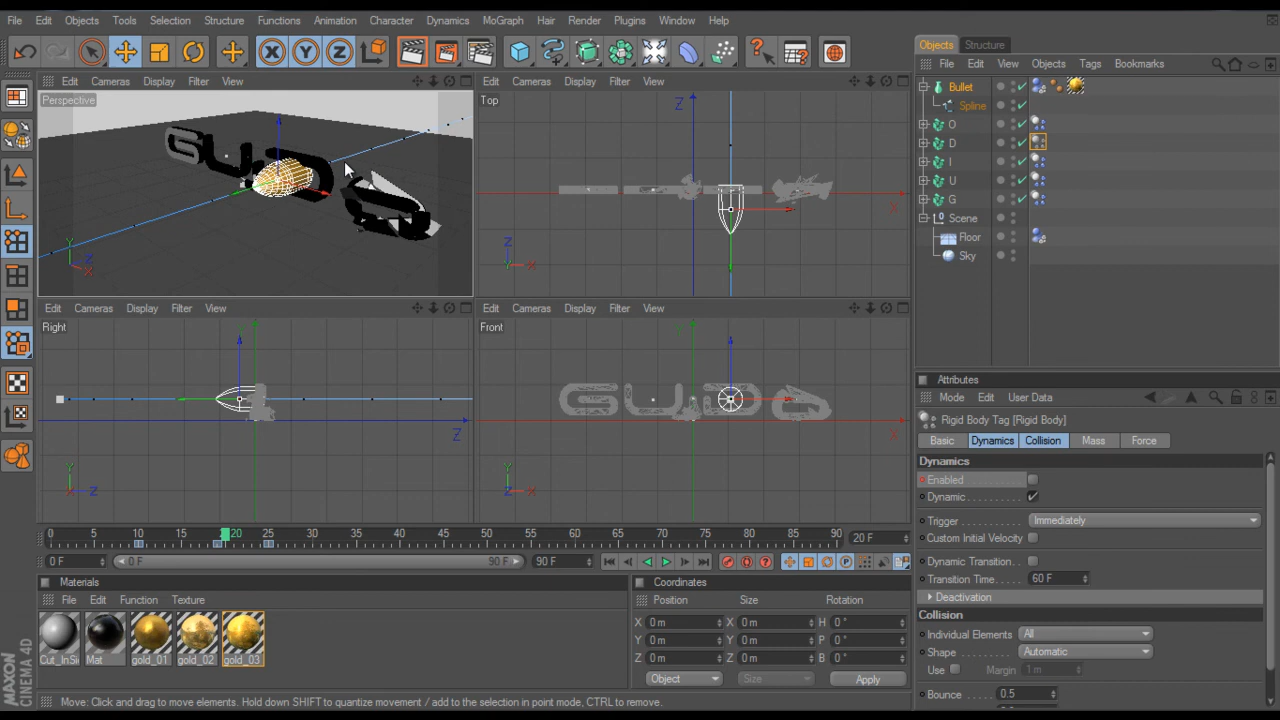 File Edit Objects Tools Selection Structure Functions Animation Character Dynamics MoGraph Hair Render Plugins Window Help
X Y Z
Objects Structure
File Edit View Objects Tags Bookmarks
Edit Cameras Display Filter View
Perspective
Edit Cameras Display Filter View
Top
Bullet
Spline
O
D
I
U
G
Scene
Floor
Sky
Edit Cameras Display Filter View
Right
Edit Cameras Display Filter View
Front
Attributes
Mode Edit User Data
Rigid Body Tag [Rigid Body]
Basic Dynamics Collision Mass Force
Dynamics
Enabled
Dynamic
Trigger Immediately
Custom Initial Velocity
Dynamic Transition
Transition Time 60 F
Deactivation
Collision
Individual Elements All
Shape Automatic
Use Margin 1 m
Bounce 0.5
0 5 10 15 20 25 30 35 40 45 50 55 60 65 70 75 80 85 90 20 F
0 F 0 F 90 F 90 F
Materials
File Edit Function Texture
Cut_InSi Mat gold_01 gold_02 gold_03
Coordinates
Position Size Rotation
X 0 m X 0 m H 0 °
Y 0 m Y 0 m P 0 °
Z 0 m Z 0 m B 0 °
Object Size Apply
MAXON CINEMA 4D
Move: Click and drag to move elements. Hold down SHIFT to quantize movement / add to the selection in point mode, CTRL to remove.